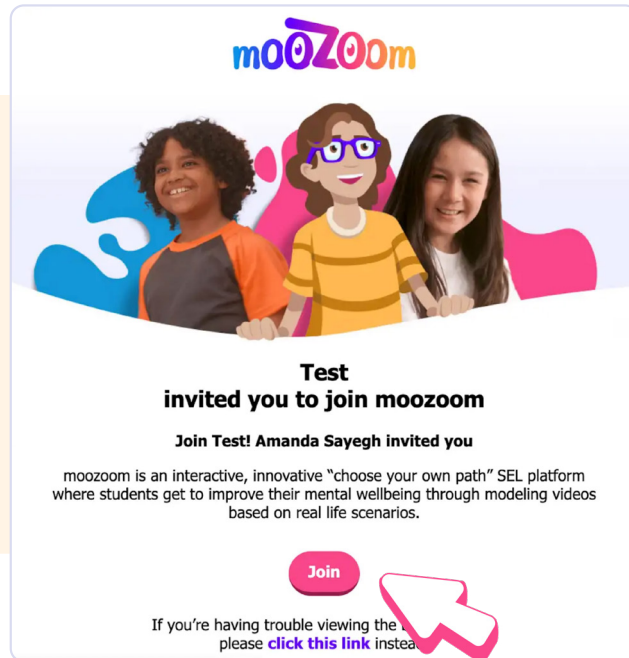 mooZoom
Test
invited you to join moozoom
Join Test! Amanda Sayegh invited you
moozoom is an interactive, innovative “choose your own path” SEL platform
where students get to improve their mental wellbeing through modeling videos
based on real life scenarios.
Join
If you’re having trouble viewing the
please click this link